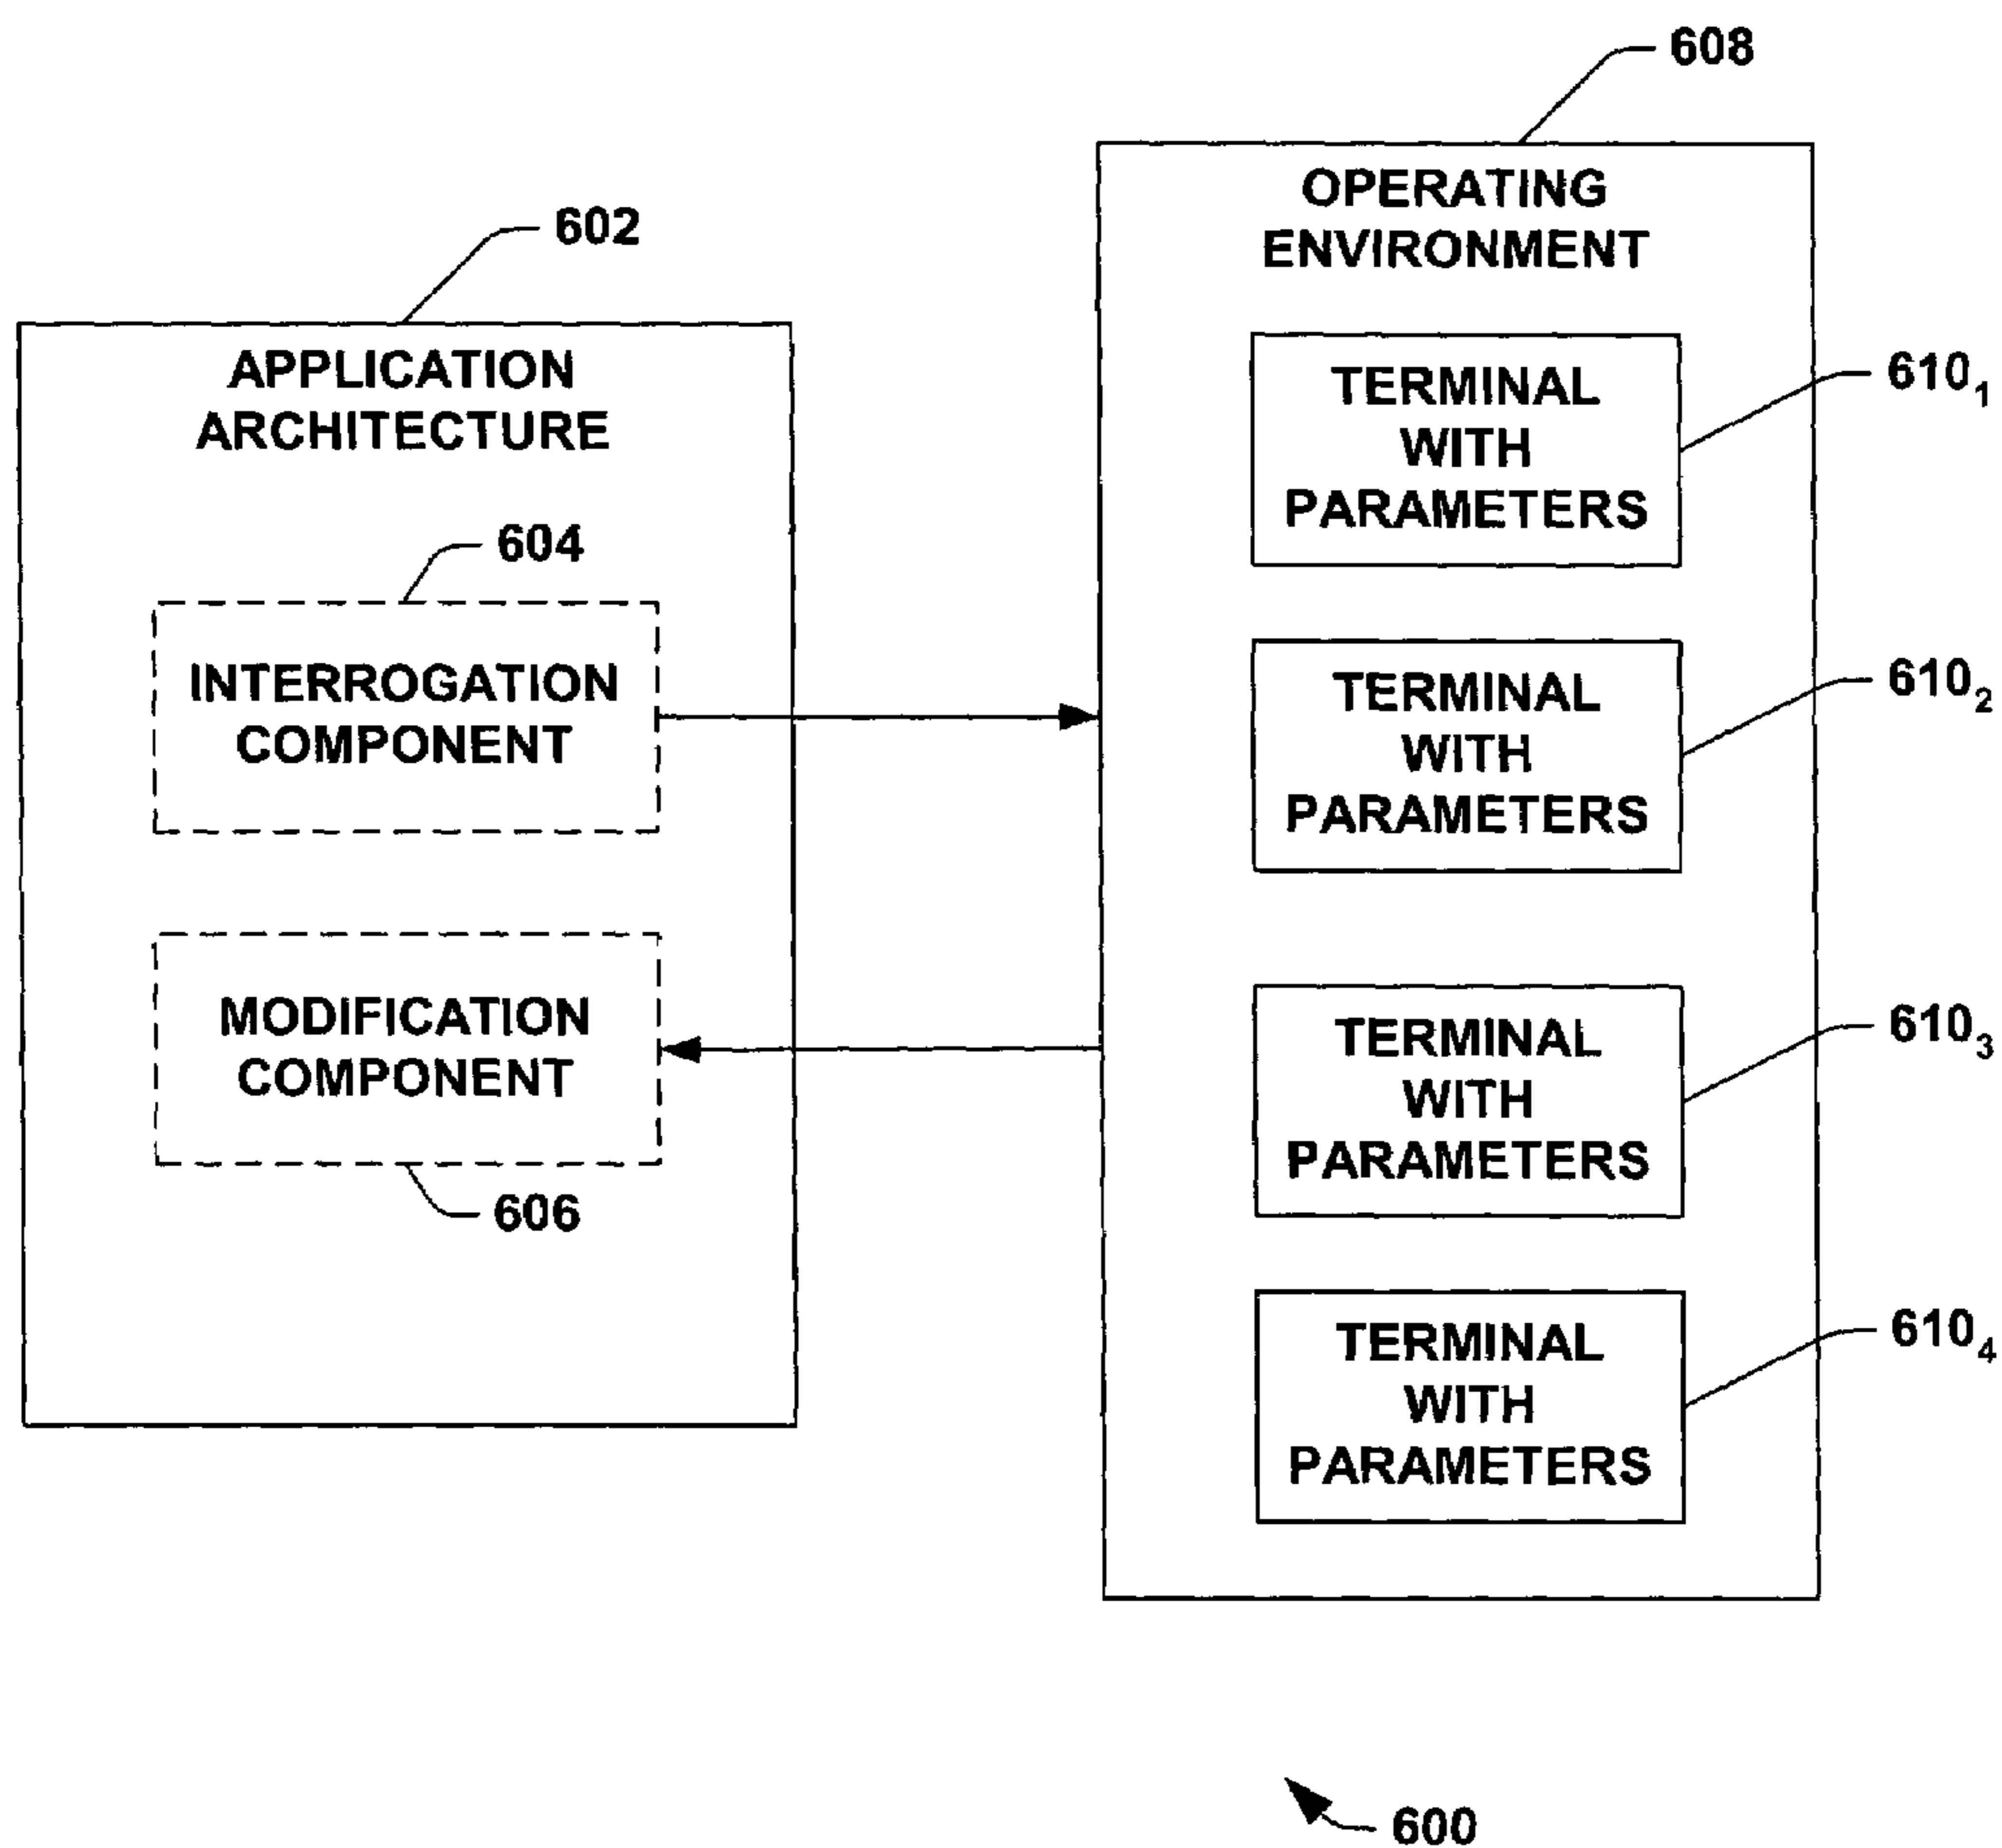 608
OPERATING
ENVIRONMENT
602
APPLICATION
ARCHITECTURE
604
INTERROGATION
COMPONENT
MODIFICATION
COMPONENT
606
TERMINAL
WITH
PARAMETERS
610₁
TERMINAL
WITH
PARAMETERS
610₂
TERMINAL
WITH
PARAMETERS
610₃
TERMINAL
WITH
PARAMETERS
610₄
600